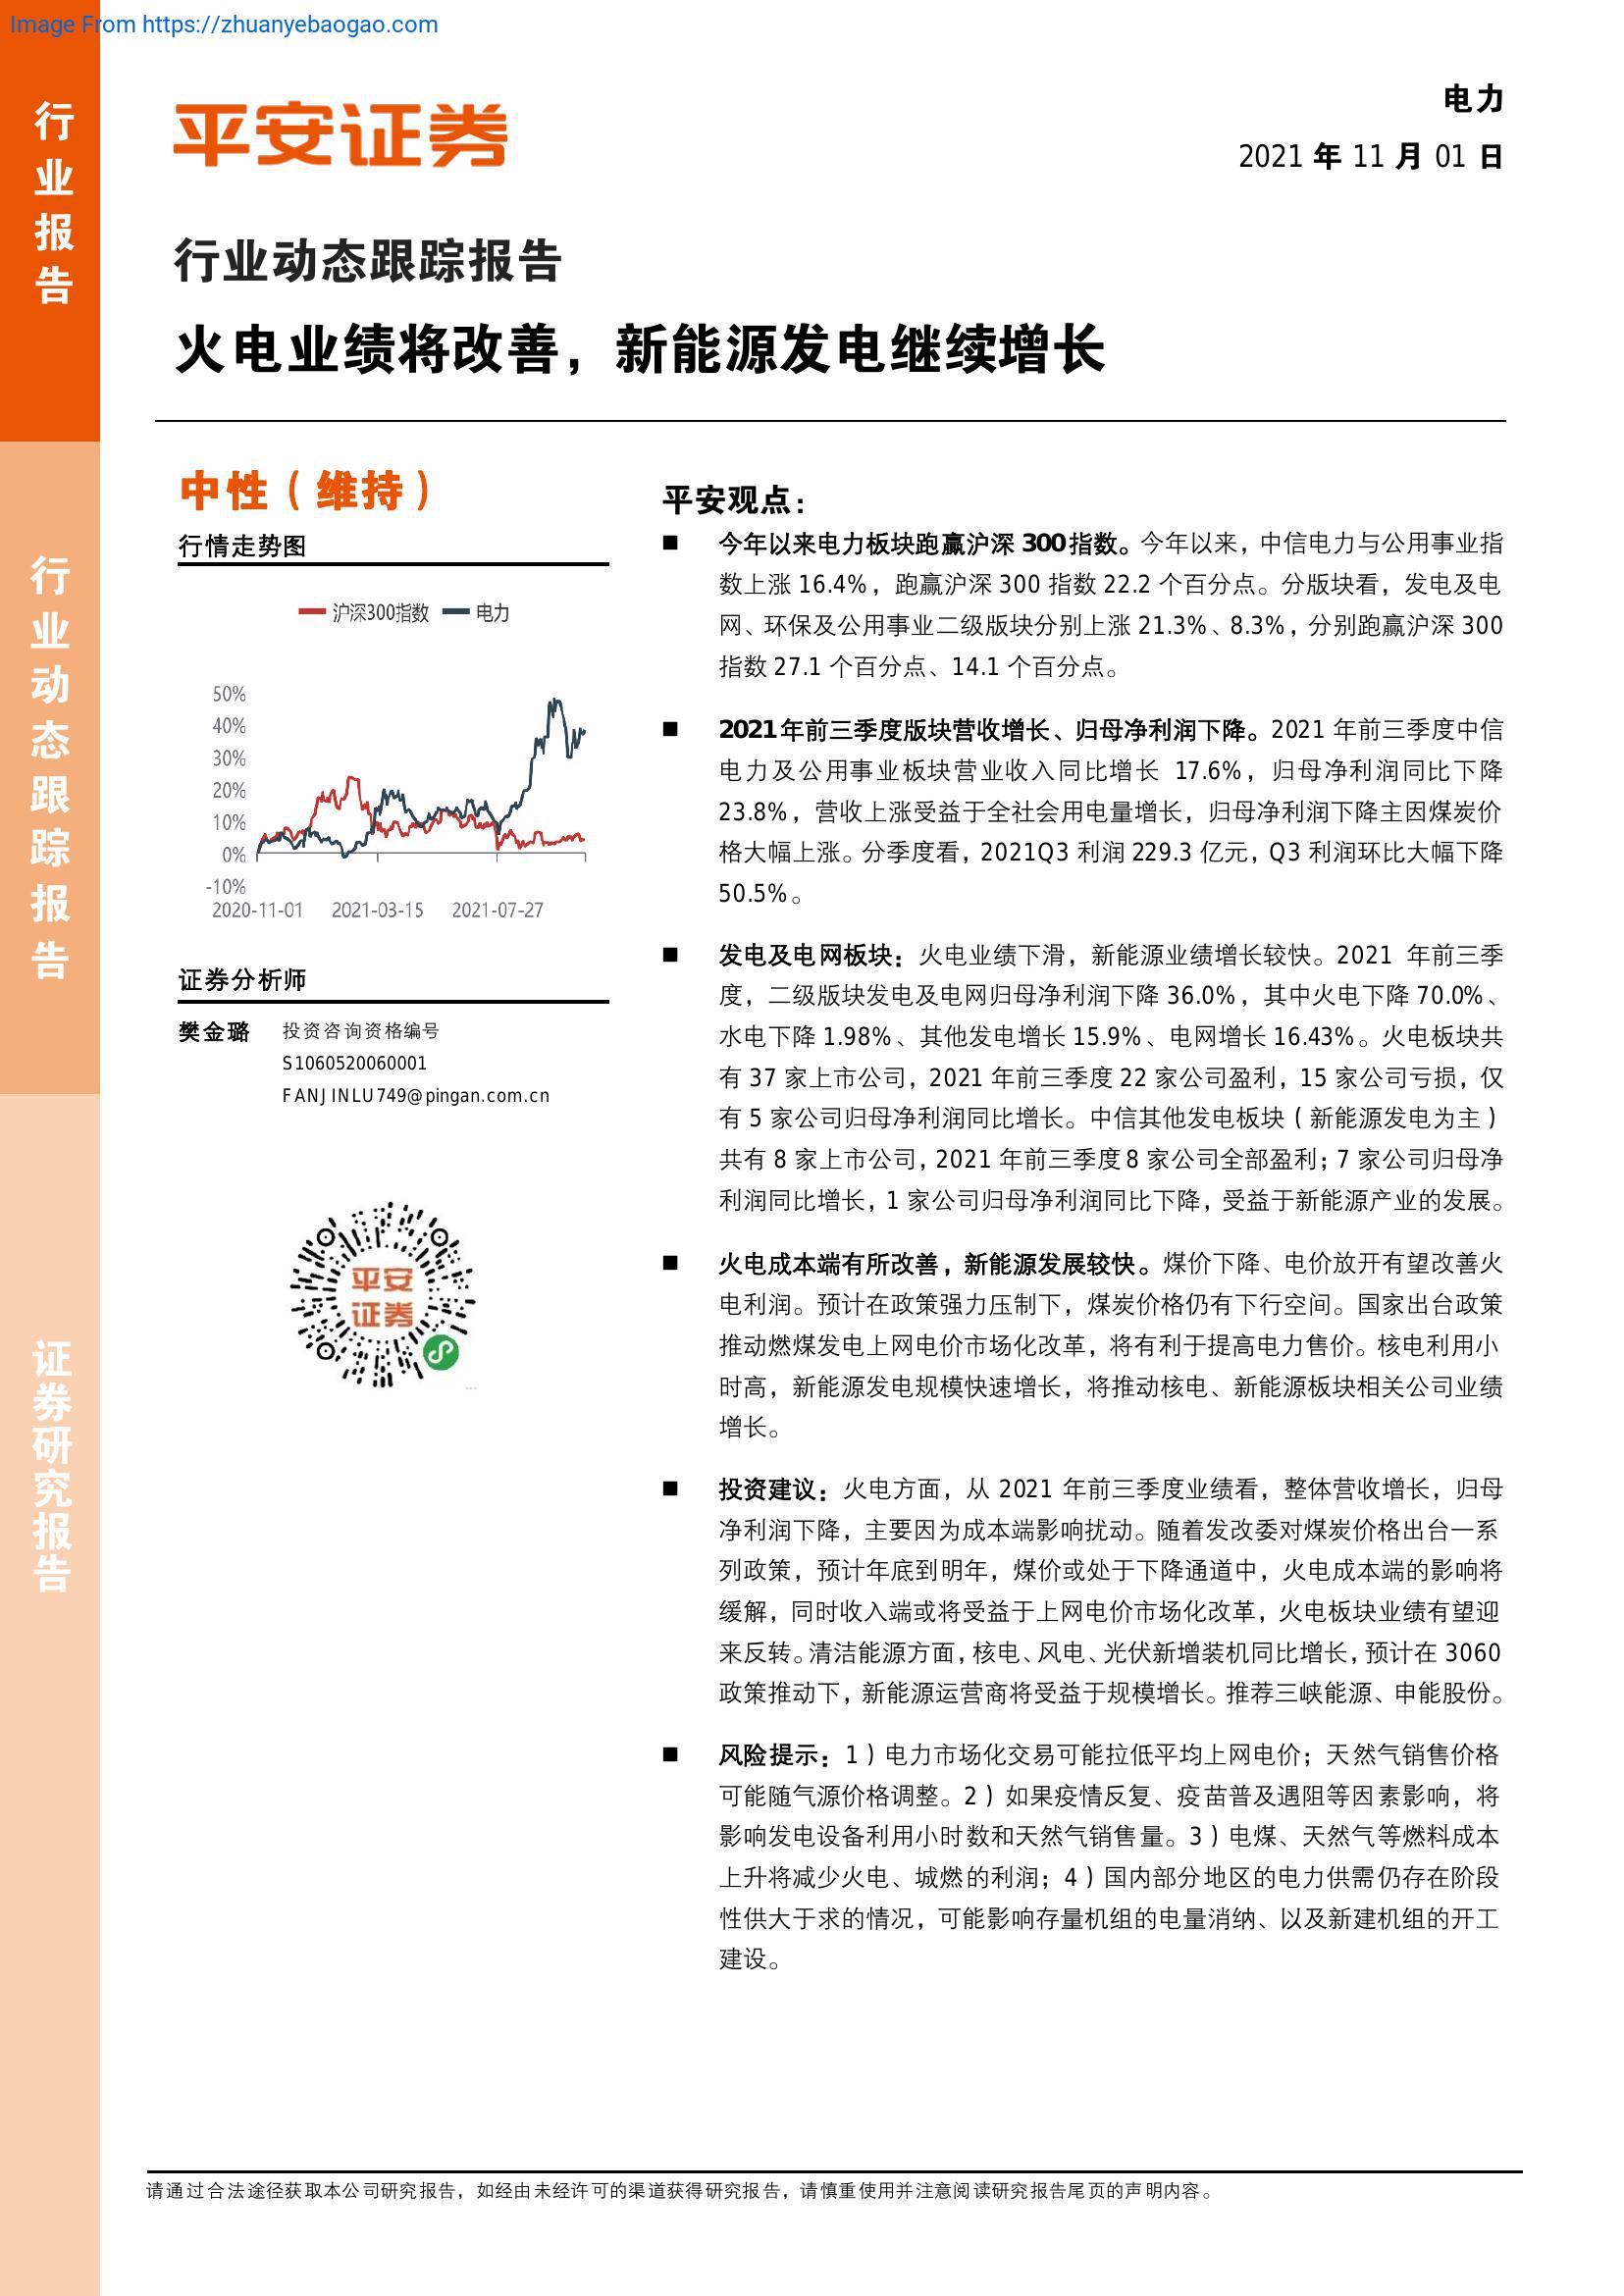 Image From https://zhuanyebaogao.com
行业报告
行业动态跟踪报告
证券研究报告
平安证券
电力
2021 年 11 月 01 日
行业动态跟踪报告
火电业绩将改善，新能源发电继续增长
中性（维持）
行情走势图
沪深300指数 电力
50%
40%
30%
20%
10%
0%
-10%
2020-11-01 2021-03-15 2021-07-27
证券分析师
樊金璐 投资咨询资格编号
S1060520060001
FANJINLU749@pingan.com.cn
平安
证券
平安观点：
■ 今年以来电力板块跑赢沪深 300 指数。今年以来，中信电力与公用事业指
数上涨 16.4%，跑赢沪深 300 指数 22.2 个百分点。分版块看，发电及电
网、环保及公用事业二级版块分别上涨 21.3%、8.3%，分别跑赢沪深 300
指数 27.1 个百分点、14.1 个百分点。
■ 2021 年前三季度版块营收增长、归母净利润下降。2021 年前三季度中信
电力及公用事业板块营业收入同比增长 17.6%，归母净利润同比下降
23.8%，营收上涨受益于全社会用电量增长，归母净利润下降主因煤炭价
格大幅上涨。分季度看，2021Q3 利润 229.3 亿元，Q3 利润环比大幅下降
50.5%。
■ 发电及电网板块：火电业绩下滑，新能源业绩增长较快。2021 年前三季
度，二级版块发电及电网归母净利润下降 36.0%，其中火电下降 70.0%、
水电下降 1.98%、其他发电增长 15.9%、电网增长 16.43%。火电板块共
有 37 家上市公司，2021 年前三季度 22 家公司盈利，15 家公司亏损，仅
有 5 家公司归母净利润同比增长。中信其他发电板块（新能源发电为主）
共有 8 家上市公司，2021 年前三季度 8 家公司全部盈利；7 家公司归母净
利润同比增长，1 家公司归母净利润同比下降，受益于新能源产业的发展。
■ 火电成本端有所改善，新能源发展较快。煤价下降、电价放开有望改善火
电利润。预计在政策强力压制下，煤炭价格仍有下行空间。国家出台政策
推动燃煤发电上网电价市场化改革，将有利于提高电力售价。核电利用小
时高，新能源发电规模快速增长，将推动核电、新能源板块相关公司业绩
增长。
■ 投资建议：火电方面，从 2021 年前三季度业绩看，整体营收增长，归母
净利润下降，主要因为成本端影响扰动。随着发改委对煤炭价格出台一系
列政策，预计年底到明年，煤价或处于下降通道中，火电成本端的影响将
缓解，同时收入端或将受益于上网电价市场化改革，火电板块业绩有望迎
来反转。清洁能源方面，核电、风电、光伏新增装机同比增长，预计在 3060
政策推动下，新能源运营商将受益于规模增长。推荐三峡能源、申能股份。
■ 风险提示：1）电力市场化交易可能拉低平均上网电价；天然气销售价格
可能随气源价格调整。2）如果疫情反复、疫苗普及遇阻等因素影响，将
影响发电设备利用小时数和天然气销售量。3）电煤、天然气等燃料成本
上升将减少火电、城燃的利润；4）国内部分地区的电力供需仍存在阶段
性供大于求的情况，可能影响存量机组的电量消纳、以及新建机组的开工
建设。
请通过合法途径获取本公司研究报告，如经由未经许可的渠道获得研究报告，请慎重使用并注意阅读研究报告尾页的声明内容。